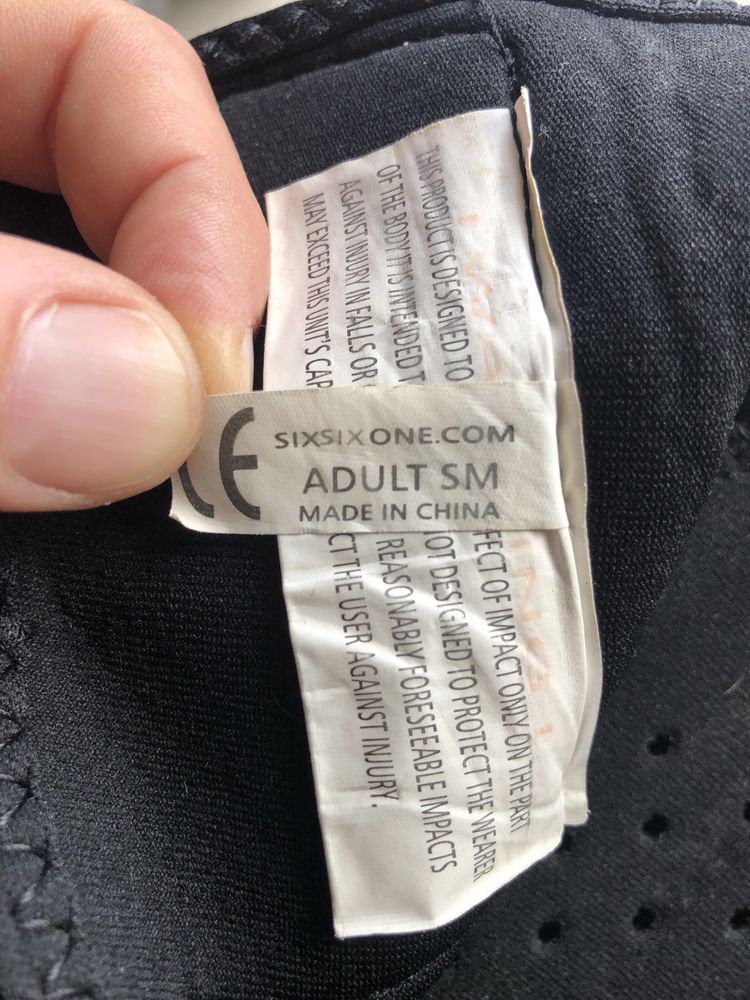 CE
SIXSIXONE.COM
ADULT SM
MADE IN CHINA
THIS PRODUCT IS DESIGNED TO FECT OF IMPACT ONLY ON THE PART
OF THE BODY IT IS INTENDED T OT DESIGNED TO PROTECT THE WEARER
AGAINST INJURY IN FALLS OR REASONABLY FORESEEABLE IMPACTS
MAY EXCEED THIS UNIT'S CAP CT THE USER AGAINST INJURY.